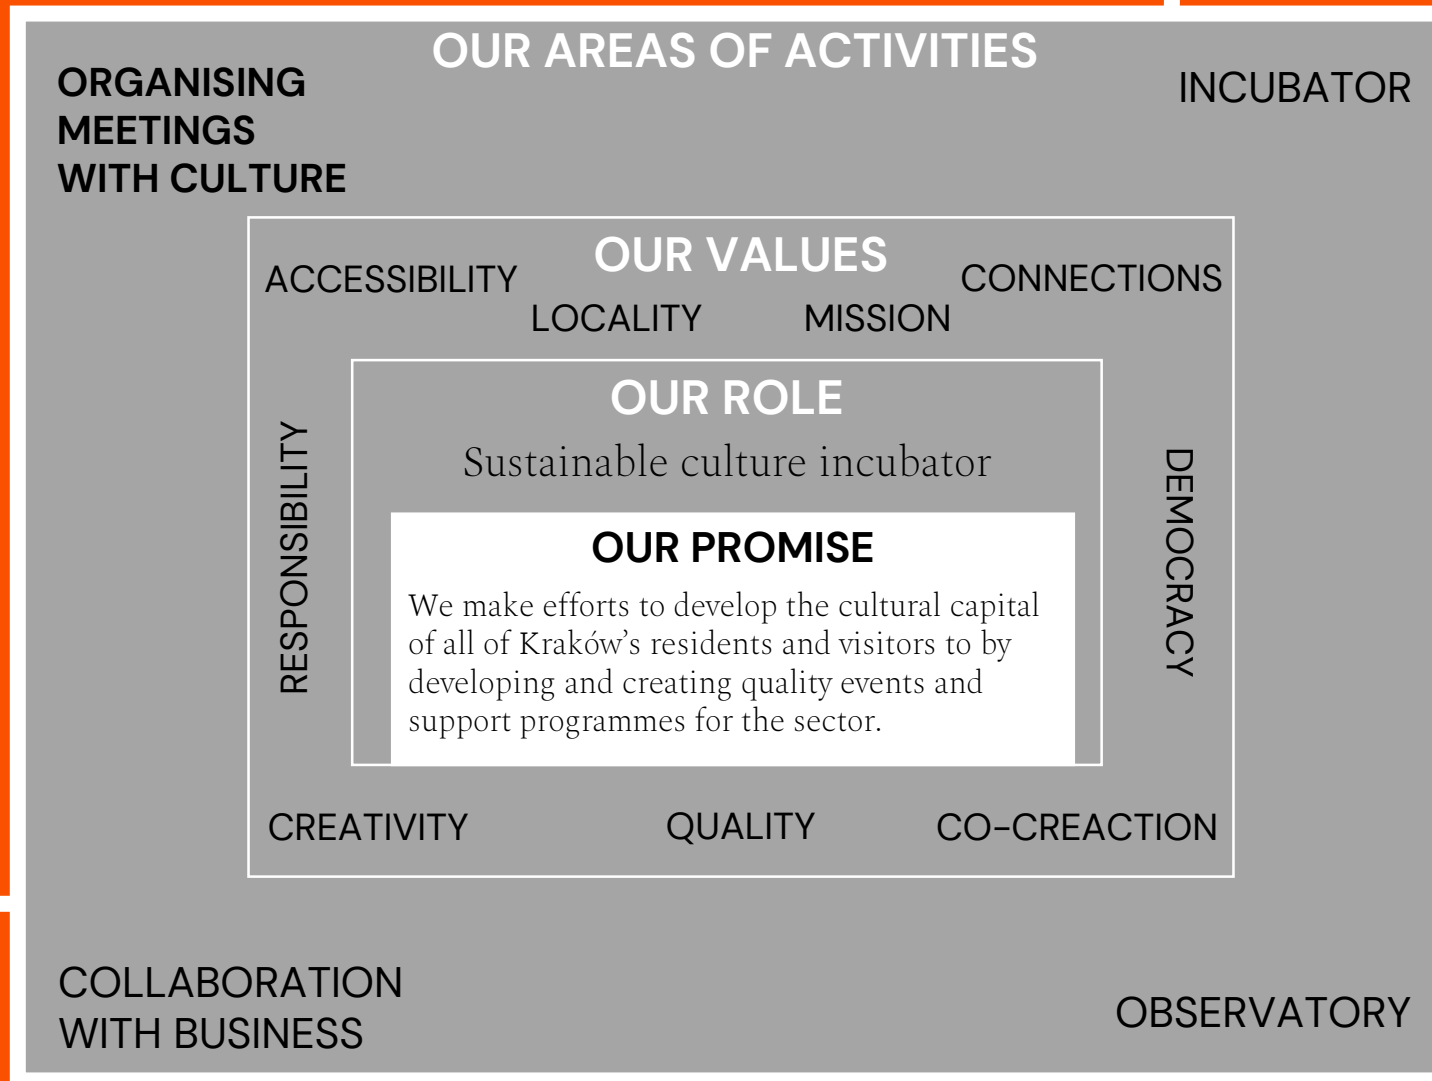 OUR AREAS OF ACTIVITIES
ORGANISING
MEETINGS
WITH CULTURE
INCUBATOR
OUR VALUES
ACCESSIBILITY
CONNECTIONS
LOCALITY
MISSION
OUR ROLE
Sustainable culture incubator
RESPONSIBILITY
DEMOCRACY
OUR PROMISE
We make efforts to develop the cultural capital
of all of Kraków’s residents and visitors to by
developing and creating quality events and
support programmes for the sector.
CREATIVITY
QUALITY
CO-CREACTION
COLLABORATION
WITH BUSINESS
OBSERVATORY